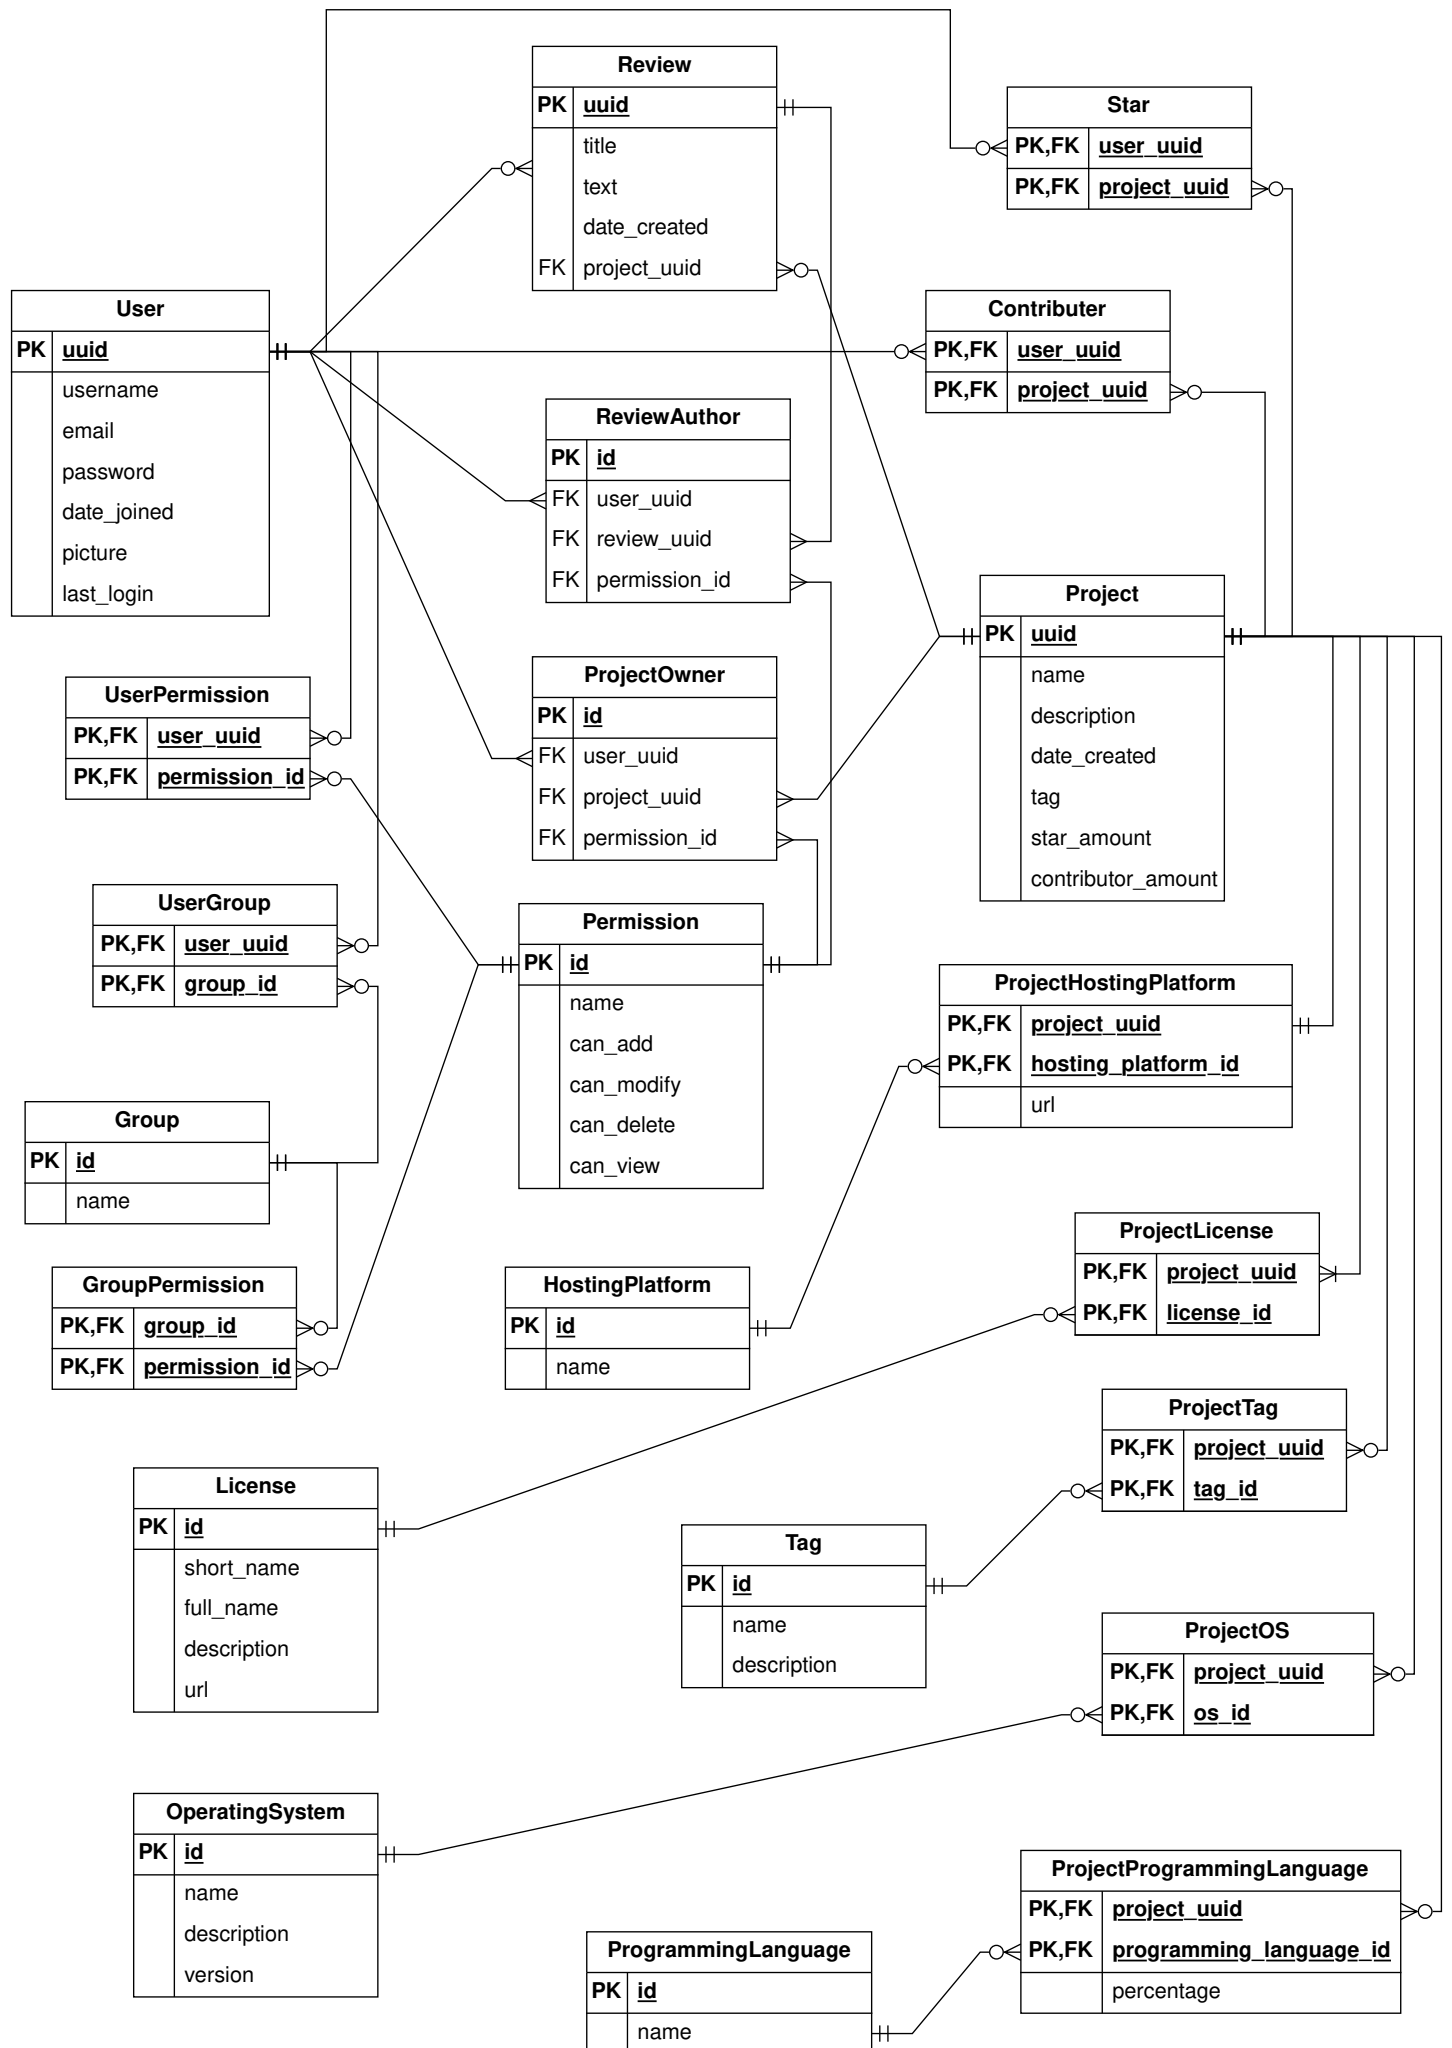 Review
PK uuid
title
text
date_created
FK project_uuid
Star
PK,FK user_uuid
PK,FK project_uuid
User
PK uuid
username
email
password
date_joined
picture
last_login
Contributer
PK,FK user_uuid
PK,FK project_uuid
ReviewAuthor
PK id
FK user_uuid
FK review_uuid
FK permission_id
Project
PK uuid
name
description
date_created
tag
star_amount
contributor_amount
ProjectOwner
PK id
FK user_uuid
FK project_uuid
FK permission_id
UserPermission
PK,FK user_uuid
PK,FK permission_id
UserGroup
PK,FK user_uuid
PK,FK group_id
Permission
PK id
name
can_add
can_modify
can_delete
can_view
ProjectHostingPlatform
PK,FK project_uuid
PK,FK hosting_platform_id
url
Group
PK id
name
GroupPermission
PK,FK group_id
PK,FK permission_id
HostingPlatform
PK id
name
ProjectLicense
PK,FK project_uuid
PK,FK license_id
ProjectTag
PK,FK project_uuid
PK,FK tag_id
License
PK id
short_name
full_name
description
url
Tag
PK id
name
description
ProjectOS
PK,FK project_uuid
PK,FK os_id
OperatingSystem
PK id
name
description
version
ProjectProgrammingLanguage
PK,FK project_uuid
PK,FK programming_language_id
percentage
ProgrammingLanguage
PK id
name